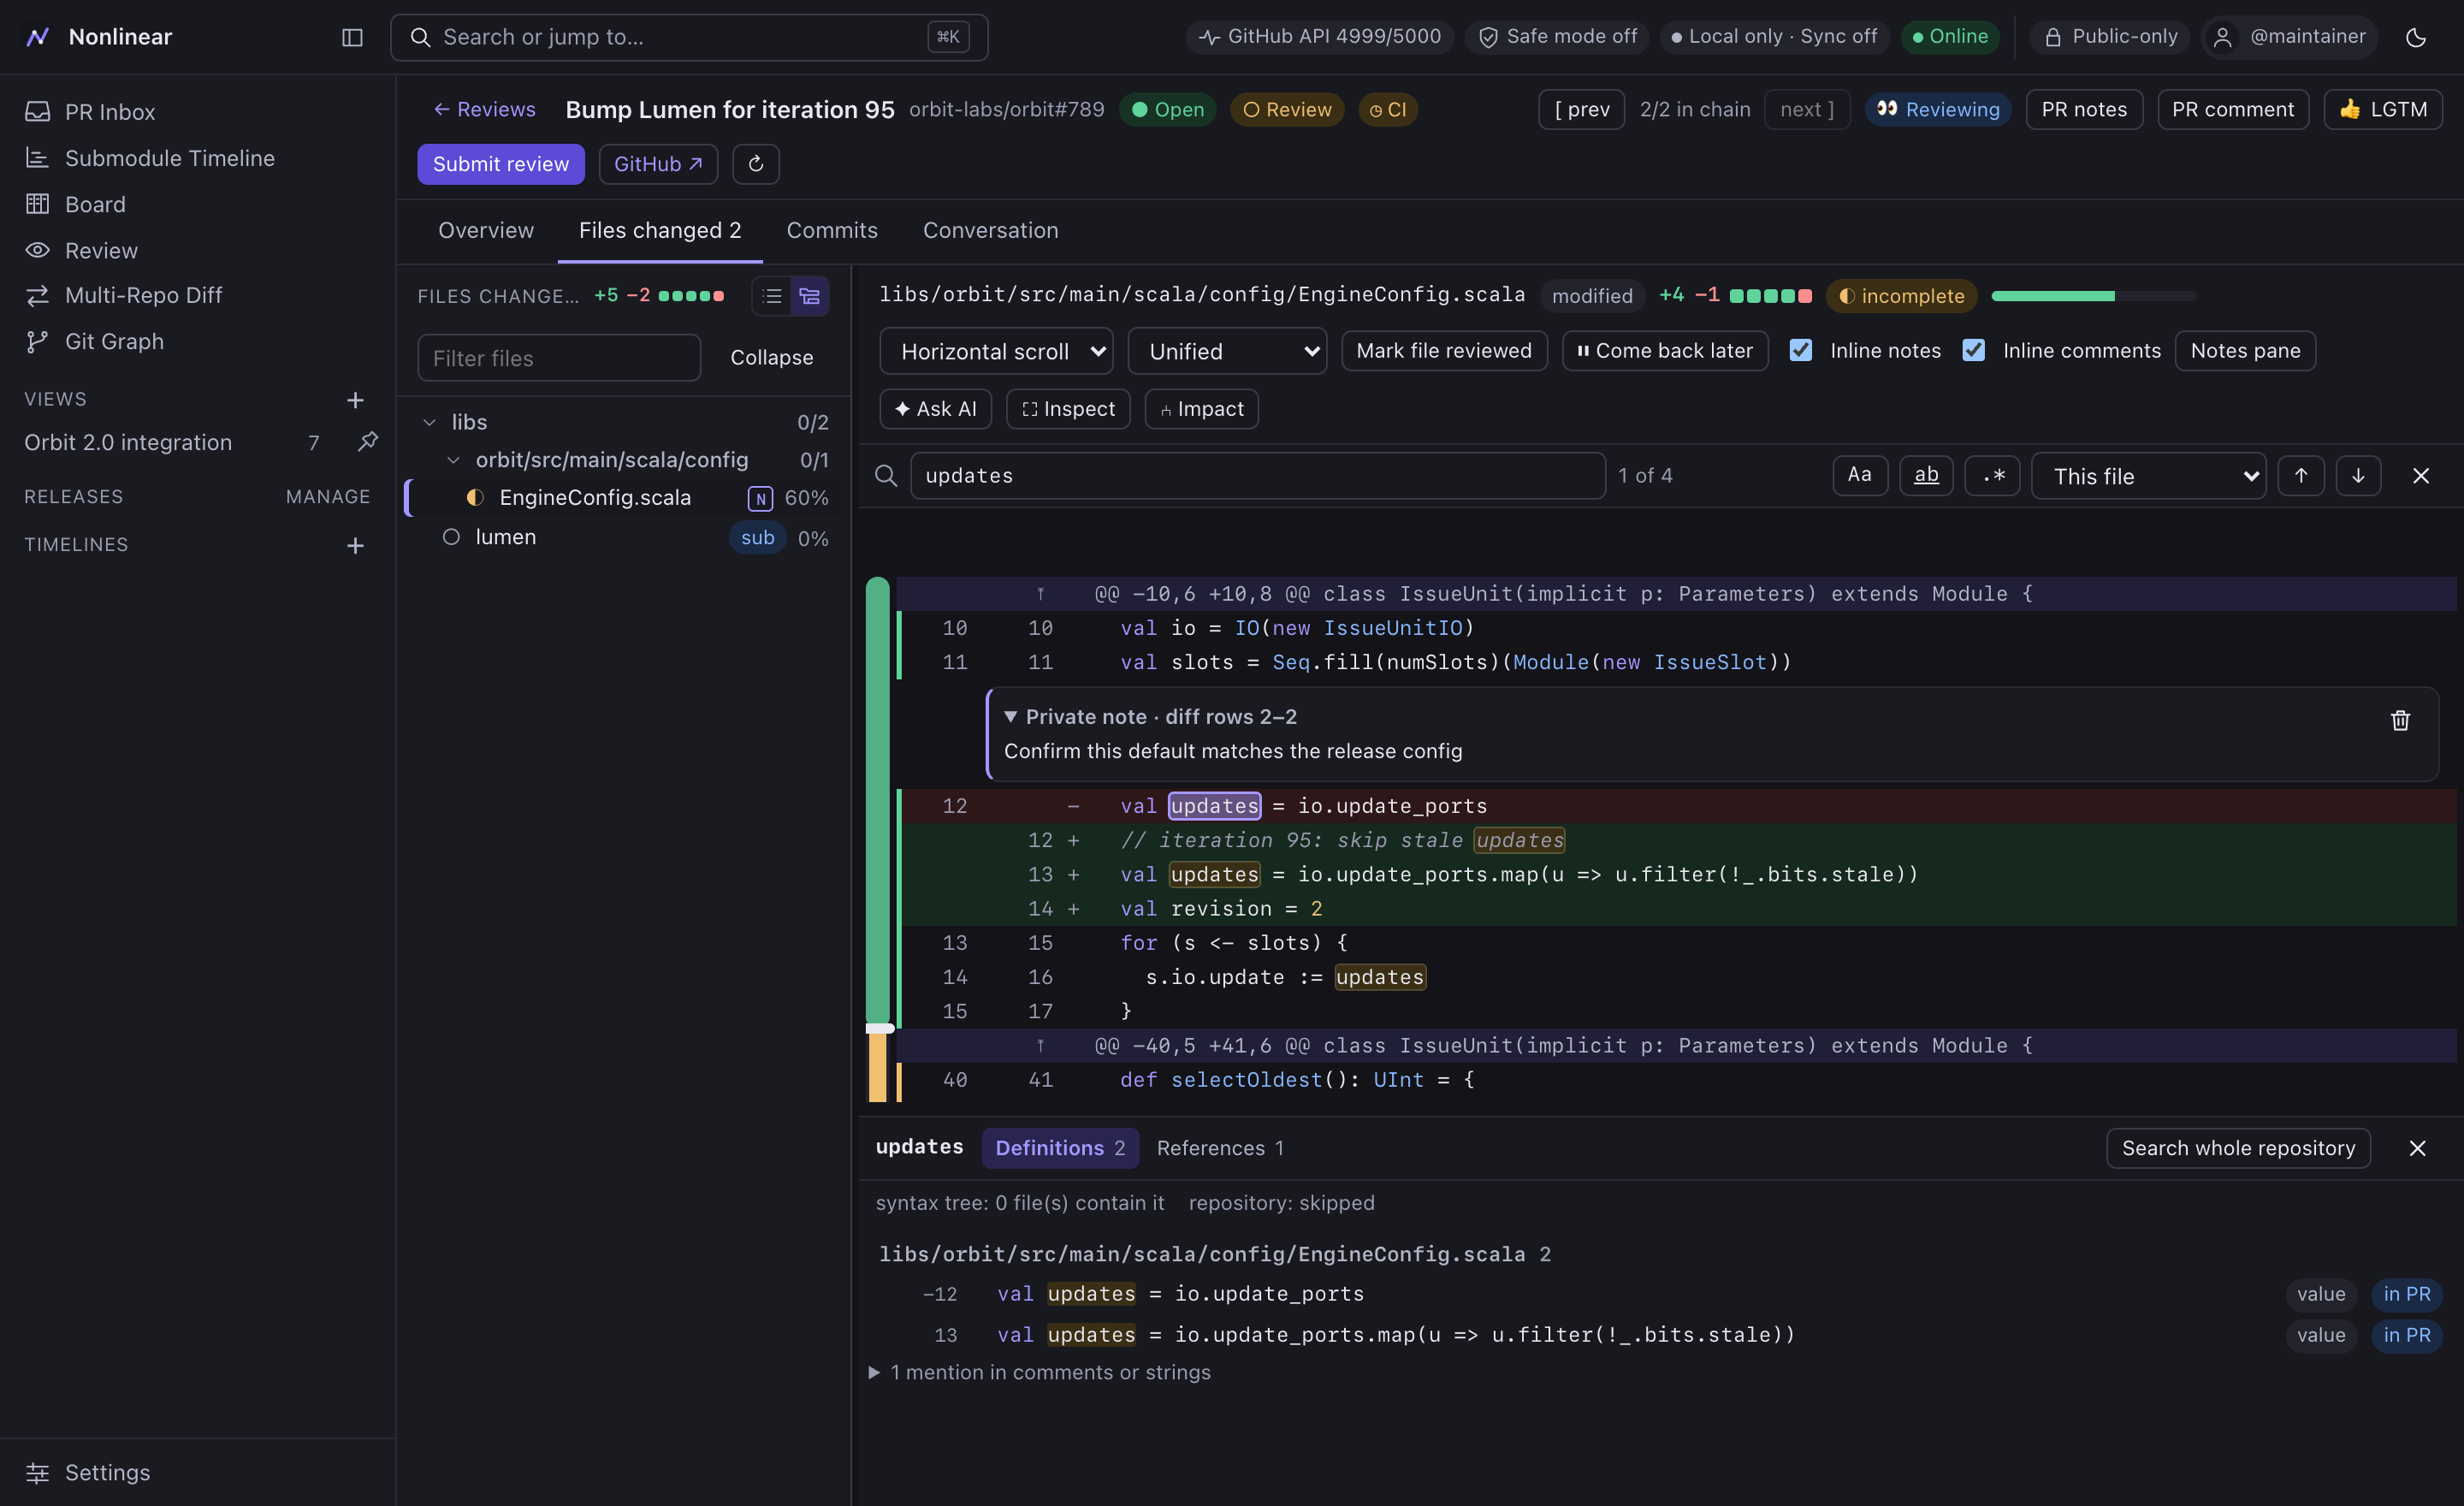 Nonlinear
Search or jump to... ⌘K
GitHub API 4999/5000
Safe mode off
Local only · Sync off
Online
Public-only
@maintainer
PR Inbox
Submodule Timeline
Board
Review
Multi-Repo Diff
Git Graph
VIEWS +
Orbit 2.0 integration 7
RELEASES MANAGE
TIMELINES +
Settings
← Reviews Bump Lumen for iteration 95 orbit-labs/orbit#789 Open Review CI
[ prev 2/2 in chain next ] 👀 Reviewing PR notes PR comment 👍 LGTM
Submit review GitHub ↗ ↻
Overview Files changed 2 Commits Conversation
FILES CHANGE... +5 −2
Filter files Collapse
libs 0/2
orbit/src/main/scala/config 0/1
EngineConfig.scala N 60%
lumen sub 0%
libs/orbit/src/main/scala/config/EngineConfig.scala modified +4 −1 incomplete
Horizontal scroll Unified Mark file reviewed Come back later Inline notes Inline comments Notes pane
✦ Ask AI Inspect Impact
updates 1 of 4 Aa ab .* This file ↑ ↓ ✕
@@ −10,6 +10,8 @@ class IssueUnit(implicit p: Parameters) extends Module {
10 10 val io = IO(new IssueUnitIO)
11 11 val slots = Seq.fill(numSlots)(Module(new IssueSlot))
▼ Private note · diff rows 2–2
Confirm this default matches the release config
12 − val updates = io.update_ports
12 + // iteration 95: skip stale updates
13 + val updates = io.update_ports.map(u => u.filter(!_.bits.stale))
14 + val revision = 2
13 15 for (s <- slots) {
14 16 s.io.update := updates
15 17 }
@@ −40,5 +41,6 @@ class IssueUnit(implicit p: Parameters) extends Module {
40 41 def selectOldest(): UInt = {
updates Definitions 2 References 1 Search whole repository ✕
syntax tree: 0 file(s) contain it repository: skipped
libs/orbit/src/main/scala/config/EngineConfig.scala 2
−12 val updates = io.update_ports value in PR
13 val updates = io.update_ports.map(u => u.filter(!_.bits.stale)) value in PR
▶ 1 mention in comments or strings